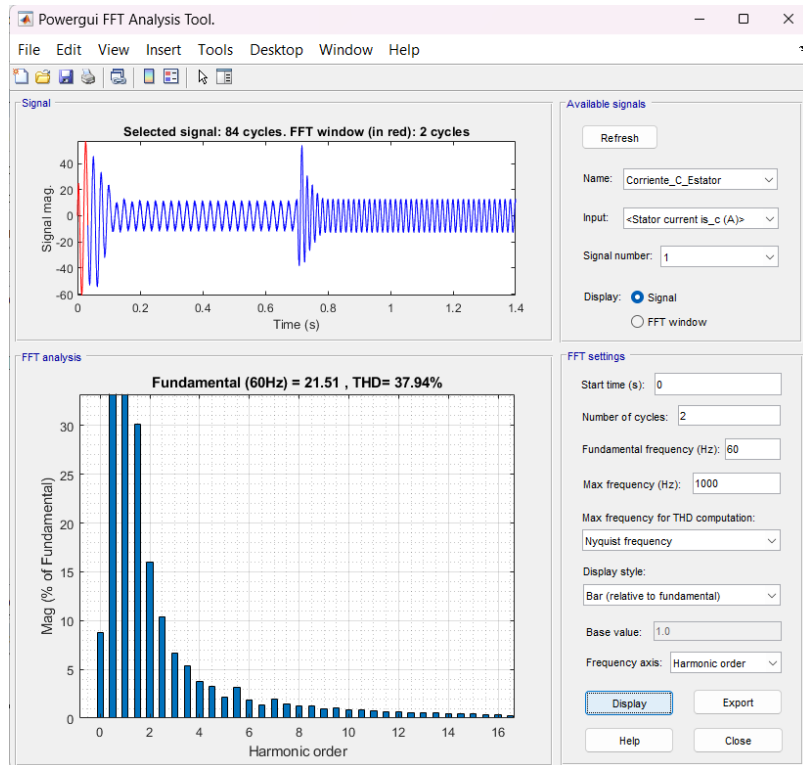 Powergui FFT Analysis Tool.
File Edit View Insert Tools Desktop Window Help
Signal
Selected signal: 84 cycles. FFT window (in red): 2 cycles
Signal mag.
40
20
0
-20
-40
-60
0 0.2 0.4 0.6 0.8 1 1.2 1.4
Time (s)
Available signals
Refresh
Name: Corriente_C_Estator
Input: <Stator current is_c (A)>
Signal number: 1
Display: Signal
FFT window
FFT analysis
Fundamental (60Hz) = 21.51 , THD= 37.94%
Mag (% of Fundamental)
30
25
20
15
10
5
0
0 2 4 6 8 10 12 14 16
Harmonic order
FFT settings
Start time (s): 0
Number of cycles: 2
Fundamental frequency (Hz): 60
Max frequency (Hz): 1000
Max frequency for THD computation:
Nyquist frequency
Display style:
Bar (relative to fundamental)
Base value: 1.0
Frequency axis: Harmonic order
Display Export
Help Close